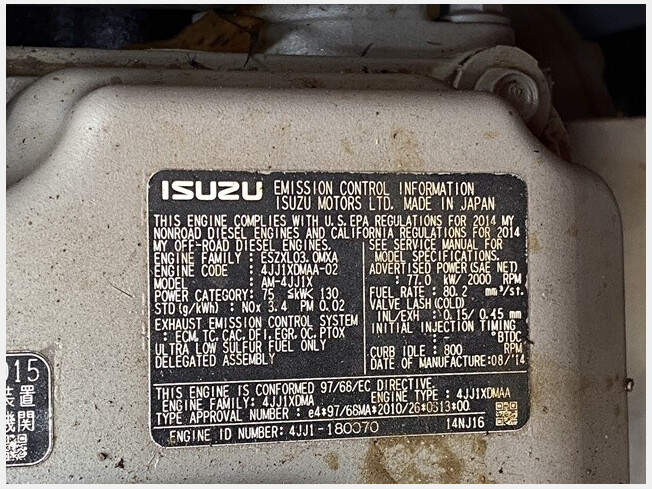 ISUZU EMISSION CONTROL INFORMATION
ISUZU MOTORS LTD. MADE IN JAPAN
THIS ENGINE COMPLIES WITH U.S.EPA REGULATIONS FOR 2014 MY
NONROAD DIESEL ENGINES AND CALIFORNIA REGULATIONS FOR 2014
MY OFF-ROAD DIESEL ENGINES.
ENGINE FAMILY : ESZXL03.0MXA
ENGINE CODE : 4JJ1XDMAA-02
MODEL : AM-4JJ1X
POWER CATEGORY: 75 ≦kW< 130
STD (g/kWh) : NOx 3.4 PM 0.02
EXHAUST EMISSION CONTROL SYSTEM
: ECM, TC, CAC, DFI, EGR, OC, PTOX
ULTRA LOW SULFUR FUEL ONLY
DELEGATED ASSEMBLY
SEE SERVICE MANUAL FOR
MODEL SPECIFICATIONS.
ADVERTISED POWER(SAE NET)
: 77.0 kW/ 2000 RPM
FUEL RATE : 80.2 mm³/st.
VALVE LASH (COLD)
INL/EXH : 0.15/ 0.45 mm
INITIAL INJECTION TIMING
: - °BTDC
CURB IDLE : 800 RPM
DATE OF MANUFACTURE:08/'14
THIS ENGINE IS CONFORMED 97/68/EC DIRECTIVE.
ENGINE FAMILY: 4JJ1XDMA ENGINE TYPE: 4JJ1XDMAA
TYPE APPROVAL NUMBER : e4*97/68MA*2010/26*0613*00
ENGINE ID NUMBER: 4JJ1-180070 14NJ16
015
装置
機関